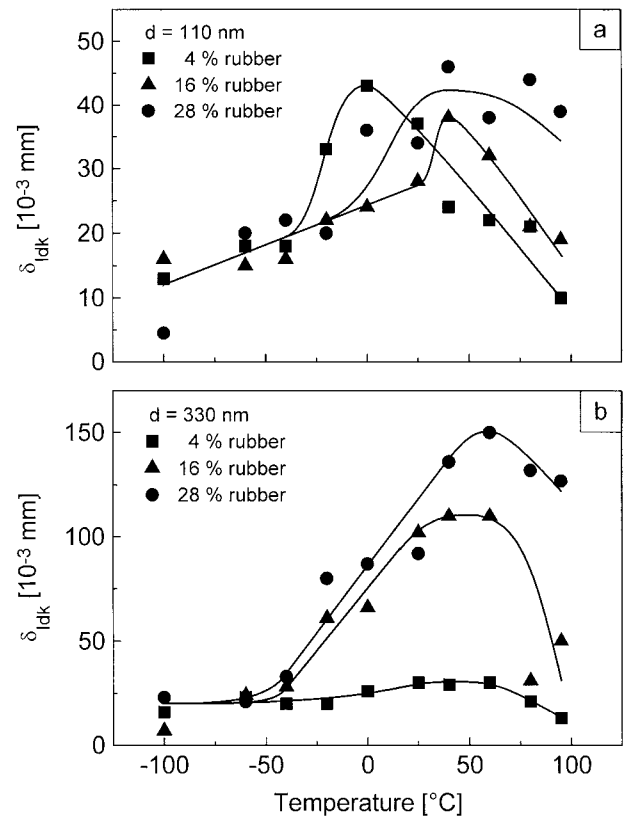 a
d = 110 nm
4 % rubber
16 % rubber
28 % rubber
50
40
30
20
10
0
δIdk [10-3 mm]
b
d = 330 nm
4 % rubber
16 % rubber
28 % rubber
150
100
50
0
δIdk [10-3 mm]
-100 -50 0 50 100
Temperature [°C]